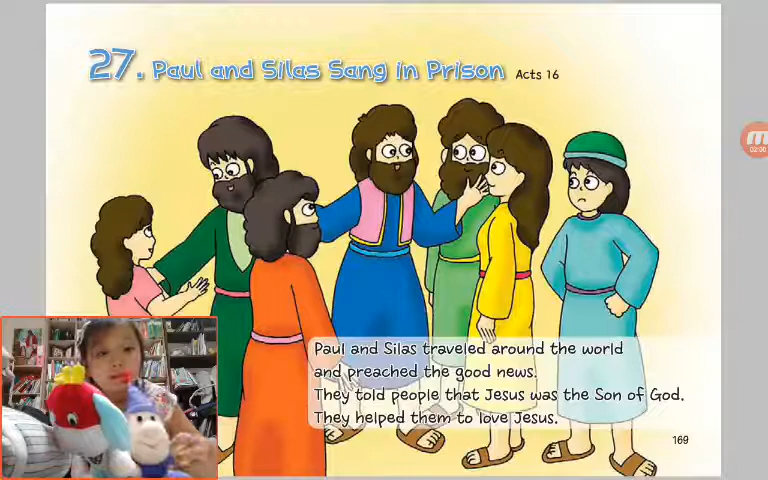 27. Paul and Silas Sang in Prison Acts 16
02:50
Paul and Silas traveled around the world
and preached the good news.
They told people that Jesus was the Son of God.
They helped them to love Jesus.
169